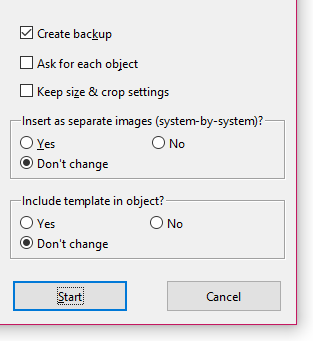 Create backup
Ask for each object
Keep size & crop settings
Insert as separate images (system-by-system)?
Yes No
Don't change
Include template in object?
Yes No
Don't change
Start Cancel